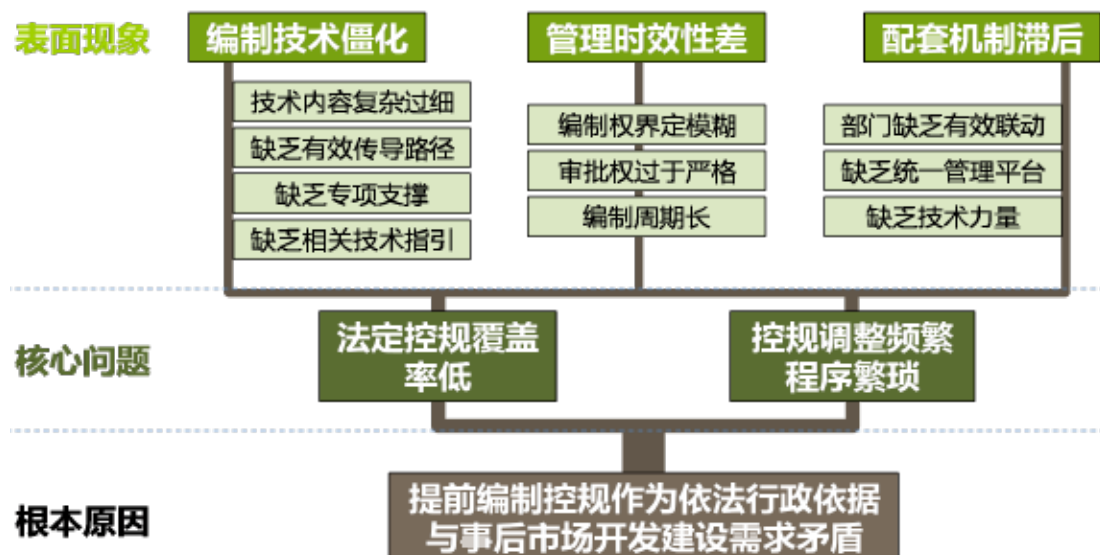 表面现象
编制技术僵化
管理时效性差
配套机制滞后
技术内容复杂过细
缺乏有效传导路径
缺乏专项支撑
缺乏相关技术指引
编制权界定模糊
审批权过于严格
编制周期长
部门缺乏有效联动
缺乏统一管理平台
缺乏技术力量
核心问题
法定控规覆盖
率低
控规调整频繁
程序繁琐
根本原因
提前编制控规作为依法行政依据
与事后市场开发建设需求矛盾